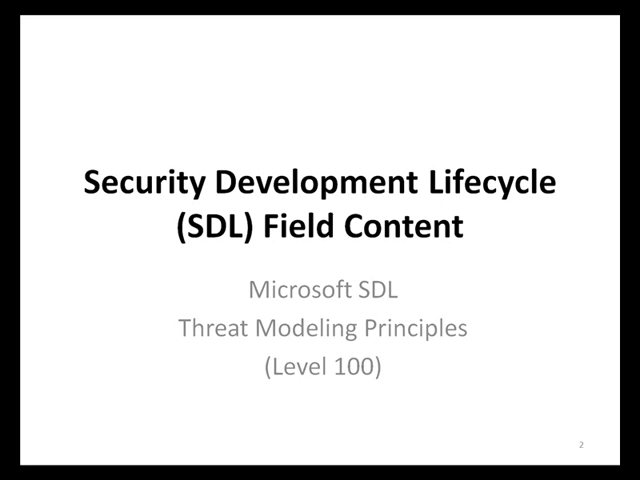 Security Development Lifecycle
(SDL) Field Content
Microsoft SDL
Threat Modeling Principles
(Level 100)
2